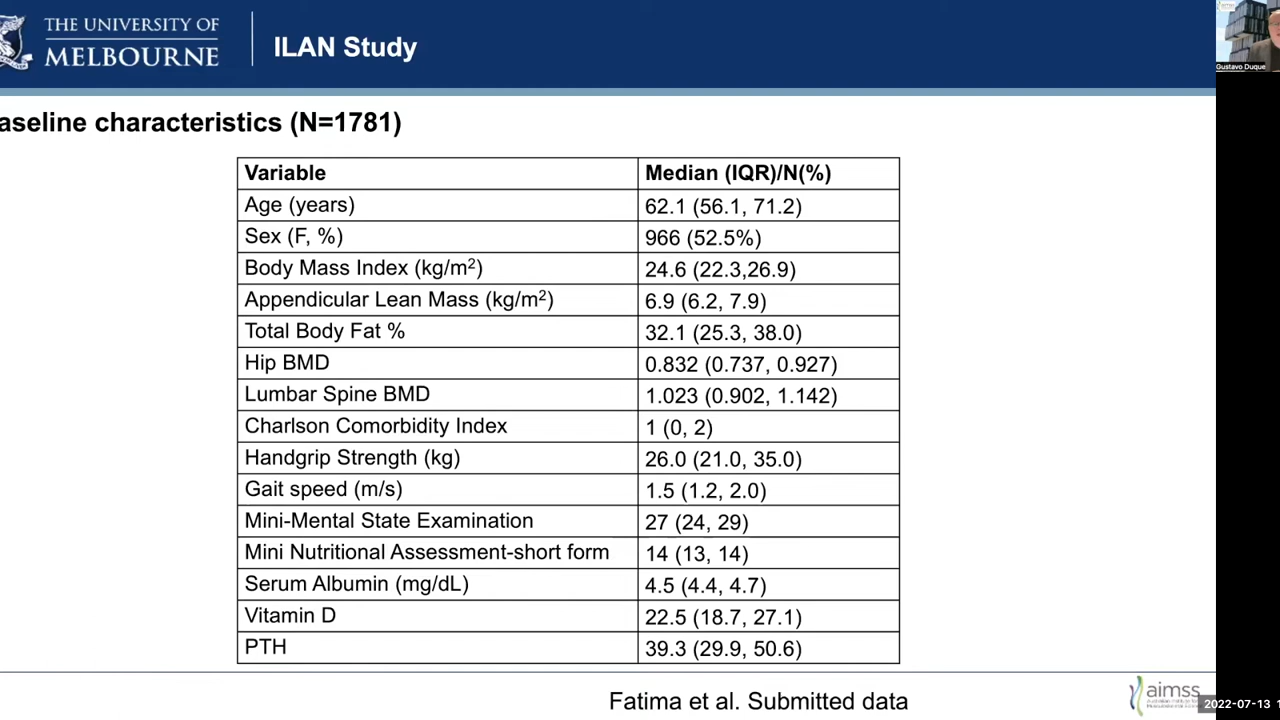 THE UNIVERSITY OF
MELBOURNE
ILAN Study
Gustavo Duque
aseline characteristics (N=1781)
Variable Median (IQR)/N(%)
Age (years) 62.1 (56.1, 71.2)
Sex (F, %) 966 (52.5%)
Body Mass Index (kg/m²) 24.6 (22.3,26.9)
Appendicular Lean Mass (kg/m²) 6.9 (6.2, 7.9)
Total Body Fat % 32.1 (25.3, 38.0)
Hip BMD 0.832 (0.737, 0.927)
Lumbar Spine BMD 1.023 (0.902, 1.142)
Charlson Comorbidity Index 1 (0, 2)
Handgrip Strength (kg) 26.0 (21.0, 35.0)
Gait speed (m/s) 1.5 (1.2, 2.0)
Mini-Mental State Examination 27 (24, 29)
Mini Nutritional Assessment-short form 14 (13, 14)
Serum Albumin (mg/dL) 4.5 (4.4, 4.7)
Vitamin D 22.5 (18.7, 27.1)
PTH 39.3 (29.9, 50.6)
Fatima et al. Submitted data
aimss
2022-07-13 1